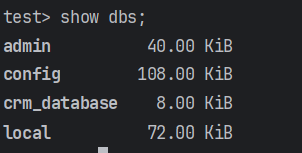 test> show dbs;
admin 40.00 KiB
config 108.00 KiB
crm_database 8.00 KiB
local 72.00 KiB